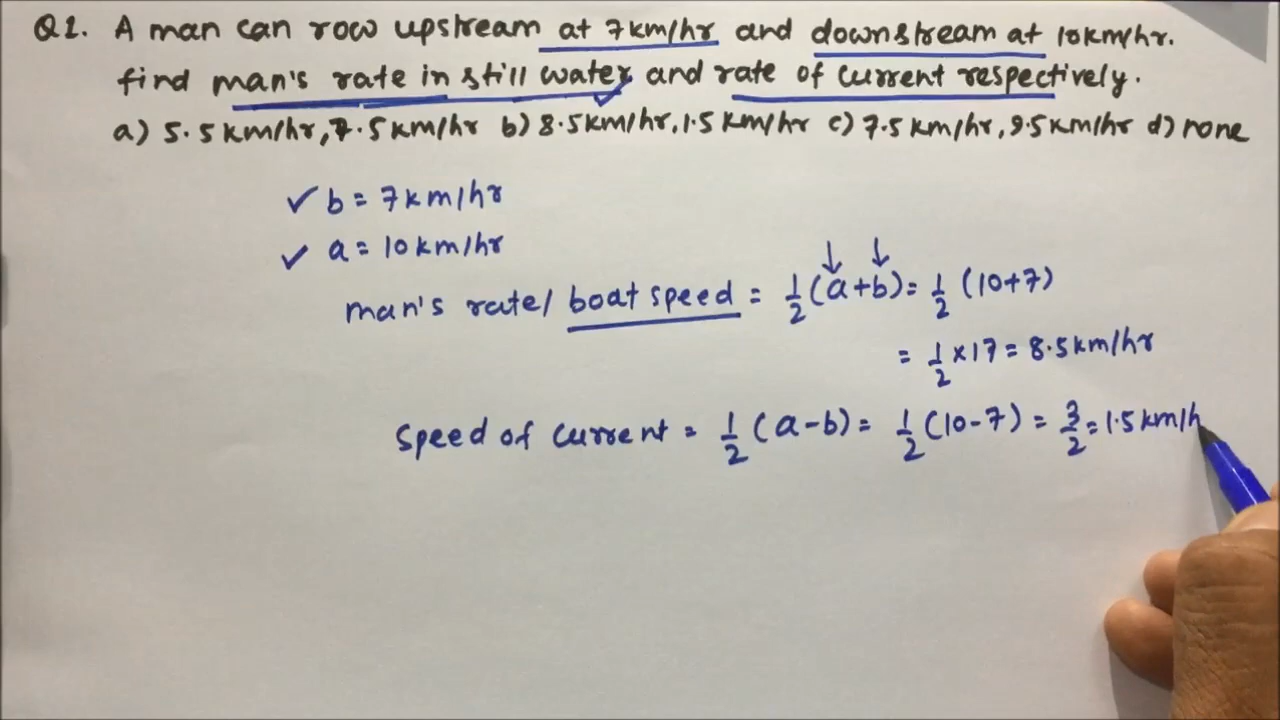 Q1. A man can row upstream at 7km/hr and downstream at 10km/hr.
find man's rate in still water and rate of current respectively.
a) 5.5km/hr, 7.5km/hr b) 8.5km/hr, 1.5km/hr c) 7.5km/hr, 9.5km/hr d) none
✓ b = 7km/hr
✓ a = 10km/hr
man's rate/ boat speed = 1/2 (a+b) = 1/2 (10+7)
= 1/2 × 17 = 8.5km/hr
Speed of current = 1/2 (a-b) = 1/2 (10-7) = 3/2 = 1.5km/h